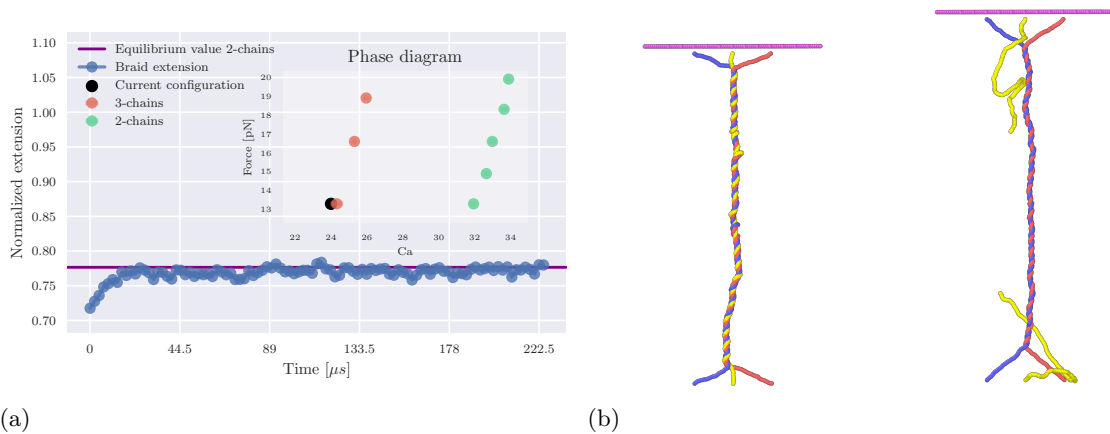 Equilibrium value 2-chains
Braid extension
Current configuration
3-chains
2-chains
Phase diagram
20
19
18
17
16
15
14
13
Force [pN]
22 24 26 28 30 32 34
Ca
1.10
1.05
1.00
0.95
0.90
0.85
0.80
0.75
0.70
Normalized extension
0 44.5 89 133.5 178 222.5
Time [μs]
(a)
(b)